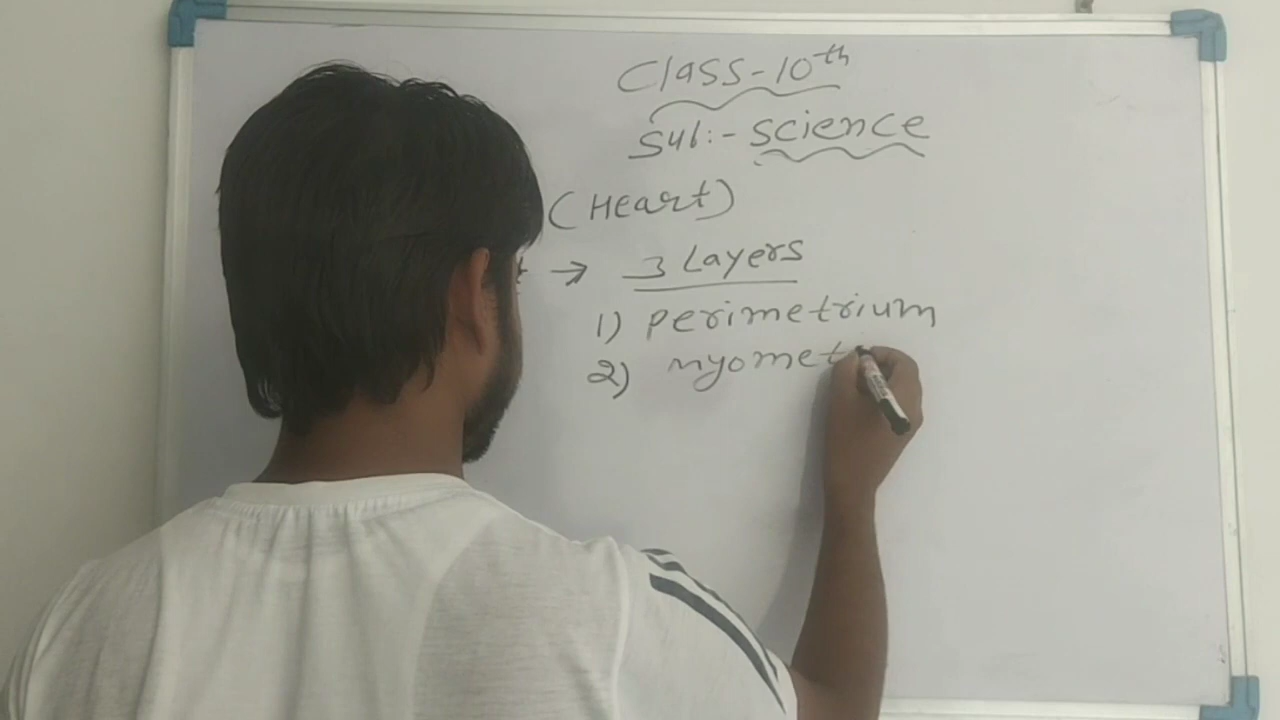 Class-10th
Sub:- Science
(Heart)
→ 3 Layers
1) Perimetrium
2) myomet